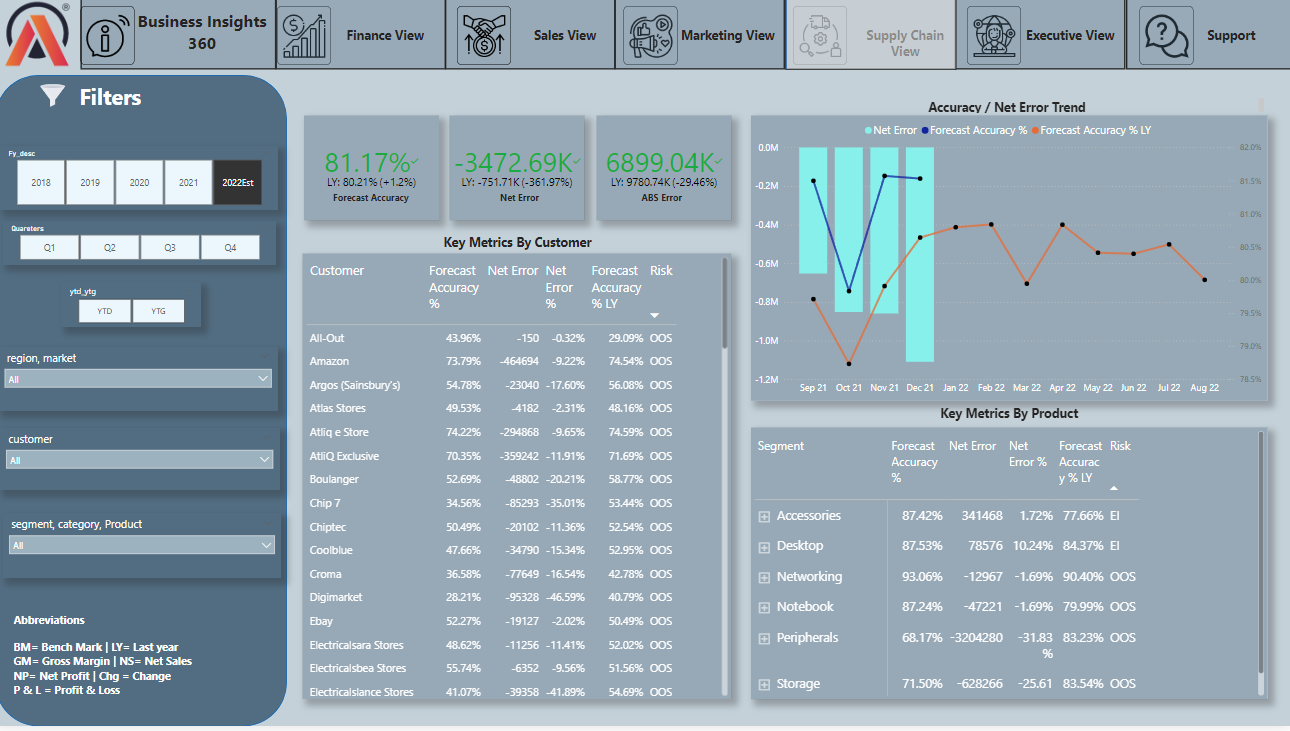 Business Insights
360
Finance View
Sales View
Marketing View
Supply Chain
View
Executive View
Support
Filters
Fy_desc
2018 2019 2020 2021 2022Est
Quareters
Q1 Q2 Q3 Q4
ytd_ytg
YTD YTG
region, market
All
customer
All
segment, category, Product
All
Abbreviations
BM= Bench Mark | LY= Last year
GM= Gross Margin | NS= Net Sales
NP= Net Profit | Chg = Change
P & L = Profit & Loss
81.17%
LY: 80.21% (+1.2%)
Forecast Accuracy
-3472.69K
LY: -751.71K (-361.97%)
Net Error
6899.04K
LY: 9780.74K (-29.46%)
ABS Error
Key Metrics By Customer
Customer Forecast Accuracy % Net Error Net Error % Forecast Accuracy % LY Risk
All-Out 43.96% -150 -0.32% 29.09% OOS
Amazon 73.79% -464694 -9.22% 74.54% OOS
Argos (Sainsbury's) 54.78% -23040 -17.60% 56.08% OOS
Atlas Stores 49.53% -4182 -2.31% 48.16% OOS
Atliq e Store 74.22% -294868 -9.65% 74.59% OOS
AtliQ Exclusive 70.35% -359242 -11.91% 71.69% OOS
Boulanger 52.69% -48802 -20.21% 58.77% OOS
Chip 7 34.56% -85293 -35.01% 53.44% OOS
Chiptec 50.49% -20102 -11.36% 52.54% OOS
Coolblue 47.66% -34790 -15.34% 52.95% OOS
Croma 36.58% -77649 -16.54% 42.78% OOS
Digimarket 28.21% -95328 -46.59% 40.79% OOS
Ebay 52.27% -19127 -2.02% 50.49% OOS
Electricalsara Stores 48.62% -11256 -11.41% 52.02% OOS
Electricalsbea Stores 55.74% -6352 -9.56% 51.56% OOS
Electricalslance Stores 41.07% -39358 -41.89% 54.69% OOS
Accuracy / Net Error Trend
Net Error Forecast Accuracy % Forecast Accuracy % LY
0.0M
-0.2M
-0.4M
-0.6M
-0.8M
-1.0M
-1.2M
82.0%
81.5%
81.0%
80.5%
80.0%
79.5%
79.0%
78.5%
Sep 21 Oct 21 Nov 21 Dec 21 Jan 22 Feb 22 Mar 22 Apr 22 May 22 Jun 22 Jul 22 Aug 22
Key Metrics By Product
Segment Forecast Accuracy % Net Error Net Error % Forecast Accurac y % LY Risk
Accessories 87.42% 341468 1.72% 77.66% EI
Desktop 87.53% 78576 10.24% 84.37% EI
Networking 93.06% -12967 -1.69% 90.40% OOS
Notebook 87.24% -47221 -1.69% 79.99% OOS
Peripherals 68.17% -3204280 -31.83 % 83.23% OOS
Storage 71.50% -628266 -25.61 83.54% OOS